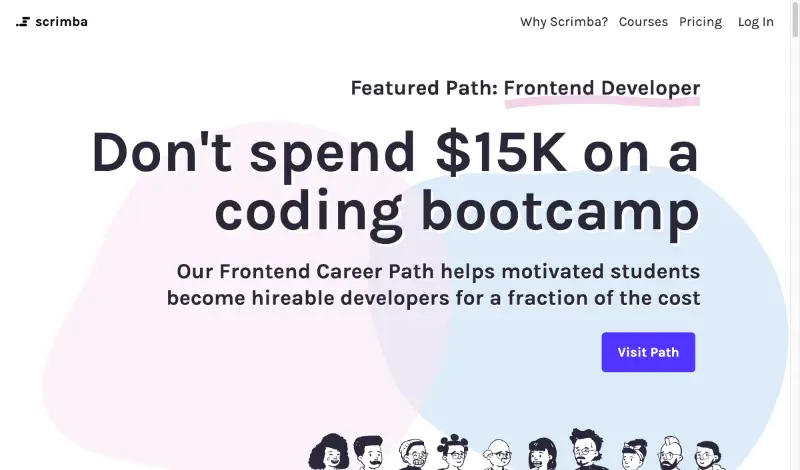 scrimba
Why Scrimba? Courses Pricing Log In
Featured Path: Frontend Developer
Don't spend $15K on a
coding bootcamp
Our Frontend Career Path helps motivated students
become hireable developers for a fraction of the cost
Visit Path